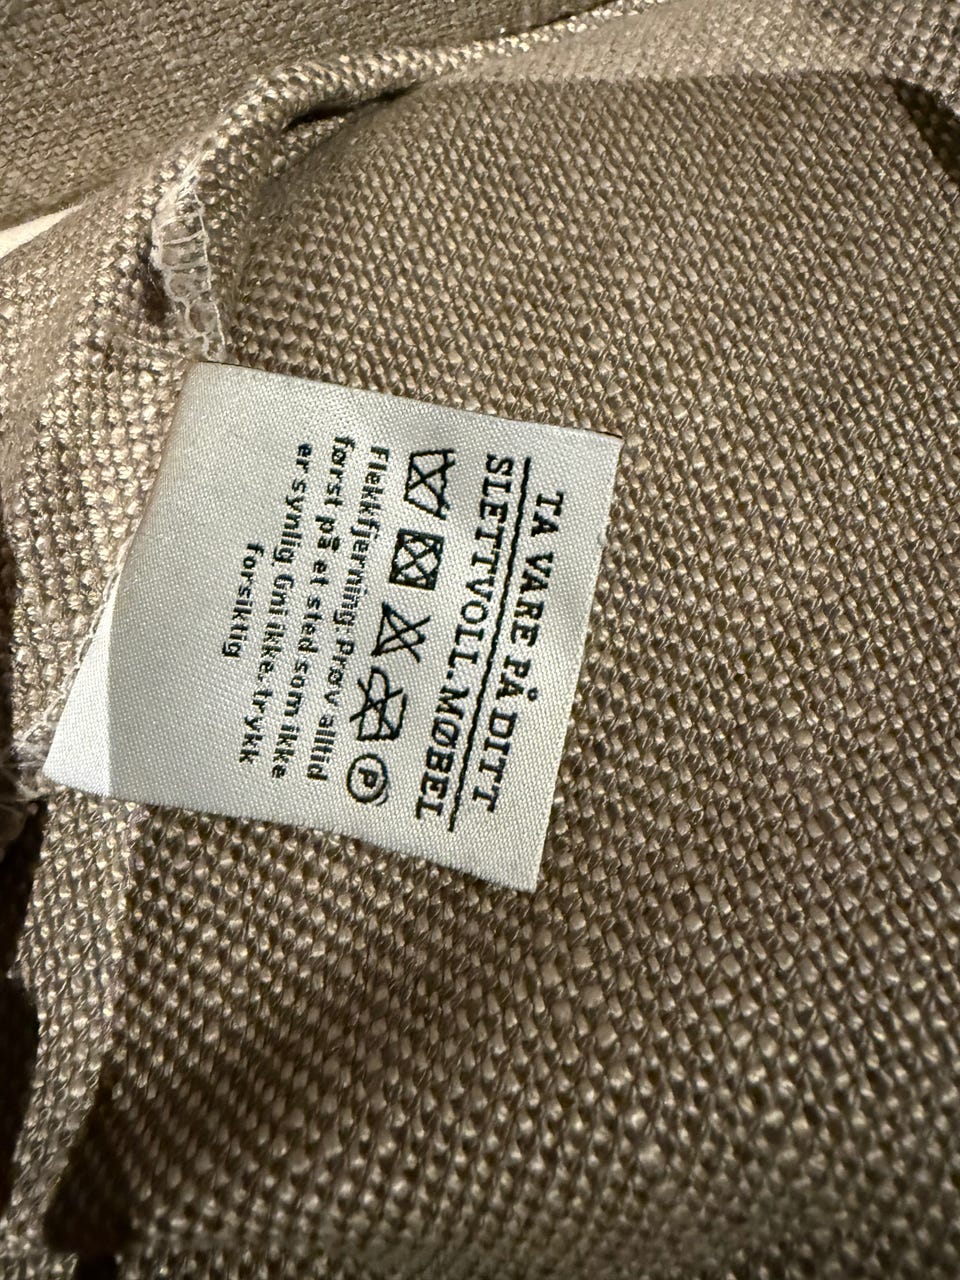 TA VARE PÅ DITT
SLETTVOLL.MØBEL
P
Flekkfjerning: Prøv alltid
først på et sted som ikke
er synlig. Gni ikke, trykk
forsiktig